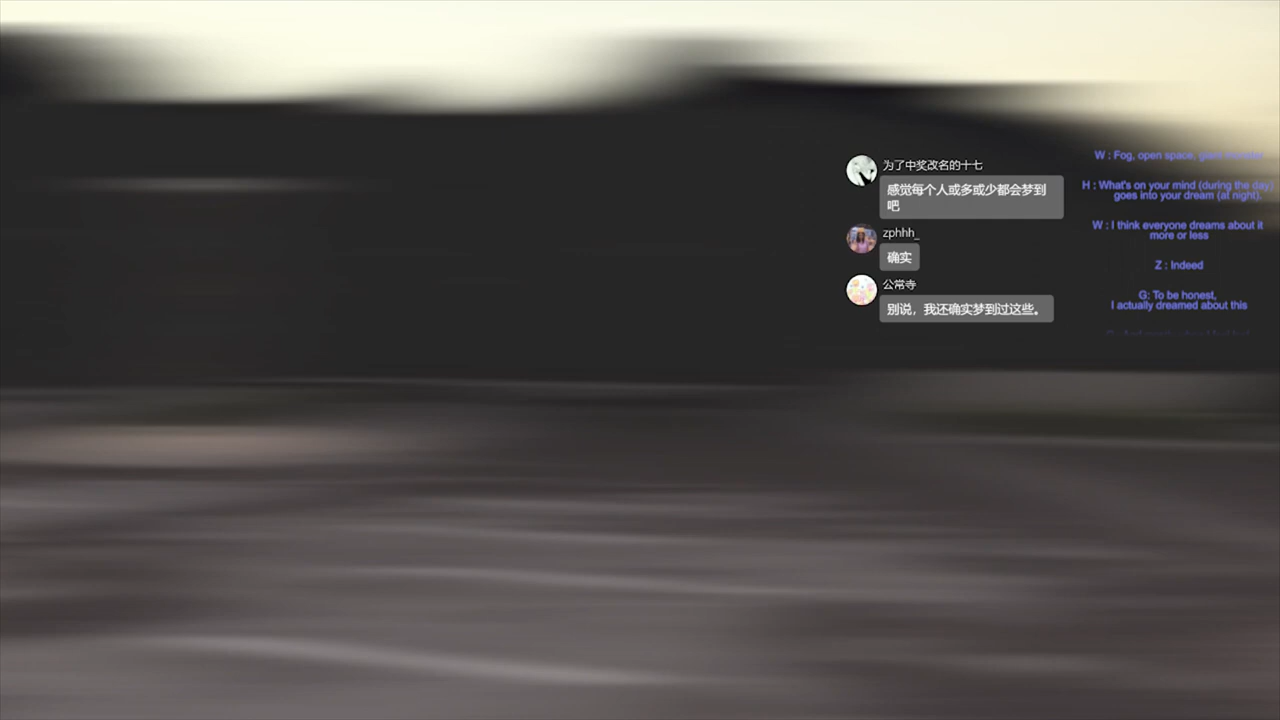 为了中奖改名的十七
感觉每个人或多或少都会梦到
吧
zphhh_
确实
公常寺
别说，我还确实梦到过这些。
W : Fog, open space, giant monster
H : What's on your mind (during the day)
goes into your dream (at night).
W : I think everyone dreams about it
more or less
Z : Indeed
G: To be honest,
I actually dreamed about this